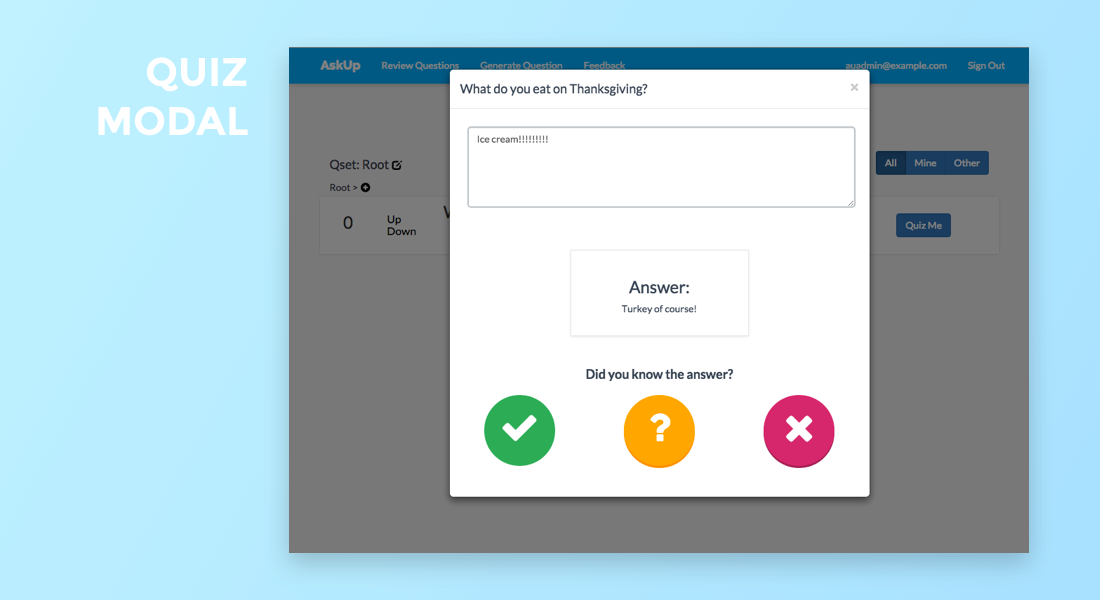 QUIZ
MODAL
AskUp Review Questions Generate Question Feedback auadmin@example.com Sign Out
What do you eat on Thanksgiving? ×
Ice cream!!!!!!!!!
Qset: Root
All Mine Other
Root >
0 Up
Down
Quiz Me
Answer:
Turkey of course!
Did you know the answer?
?